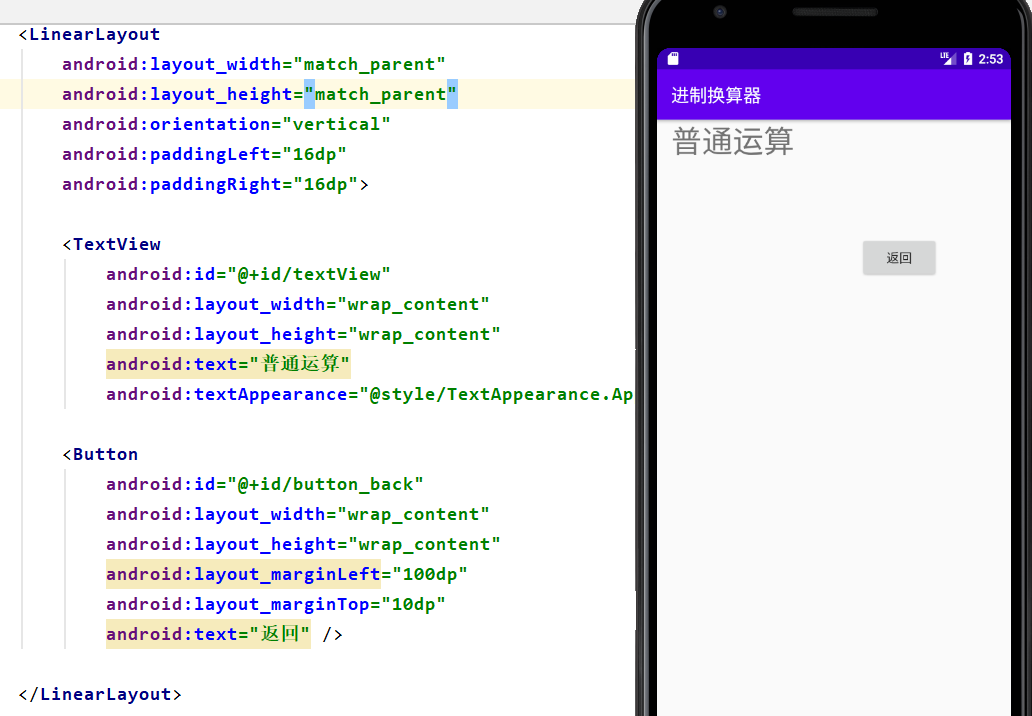 <LinearLayout
android:layout_width="match_parent"
android:layout_height="match_parent"
android:orientation="vertical"
android:paddingLeft="16dp"
android:paddingRight="16dp">
<TextView
android:id="@+id/textView"
android:layout_width="wrap_content"
android:layout_height="wrap_content"
android:text="普通运算"
android:textAppearance="@style/TextAppearance.Ap
<Button
android:id="@+id/button_back"
android:layout_width="wrap_content"
android:layout_height="wrap_content"
android:layout_marginLeft="100dp"
android:layout_marginTop="10dp"
android:text="返回" />
</LinearLayout>
LTE 2:53
进制换算器
普通运算
返回